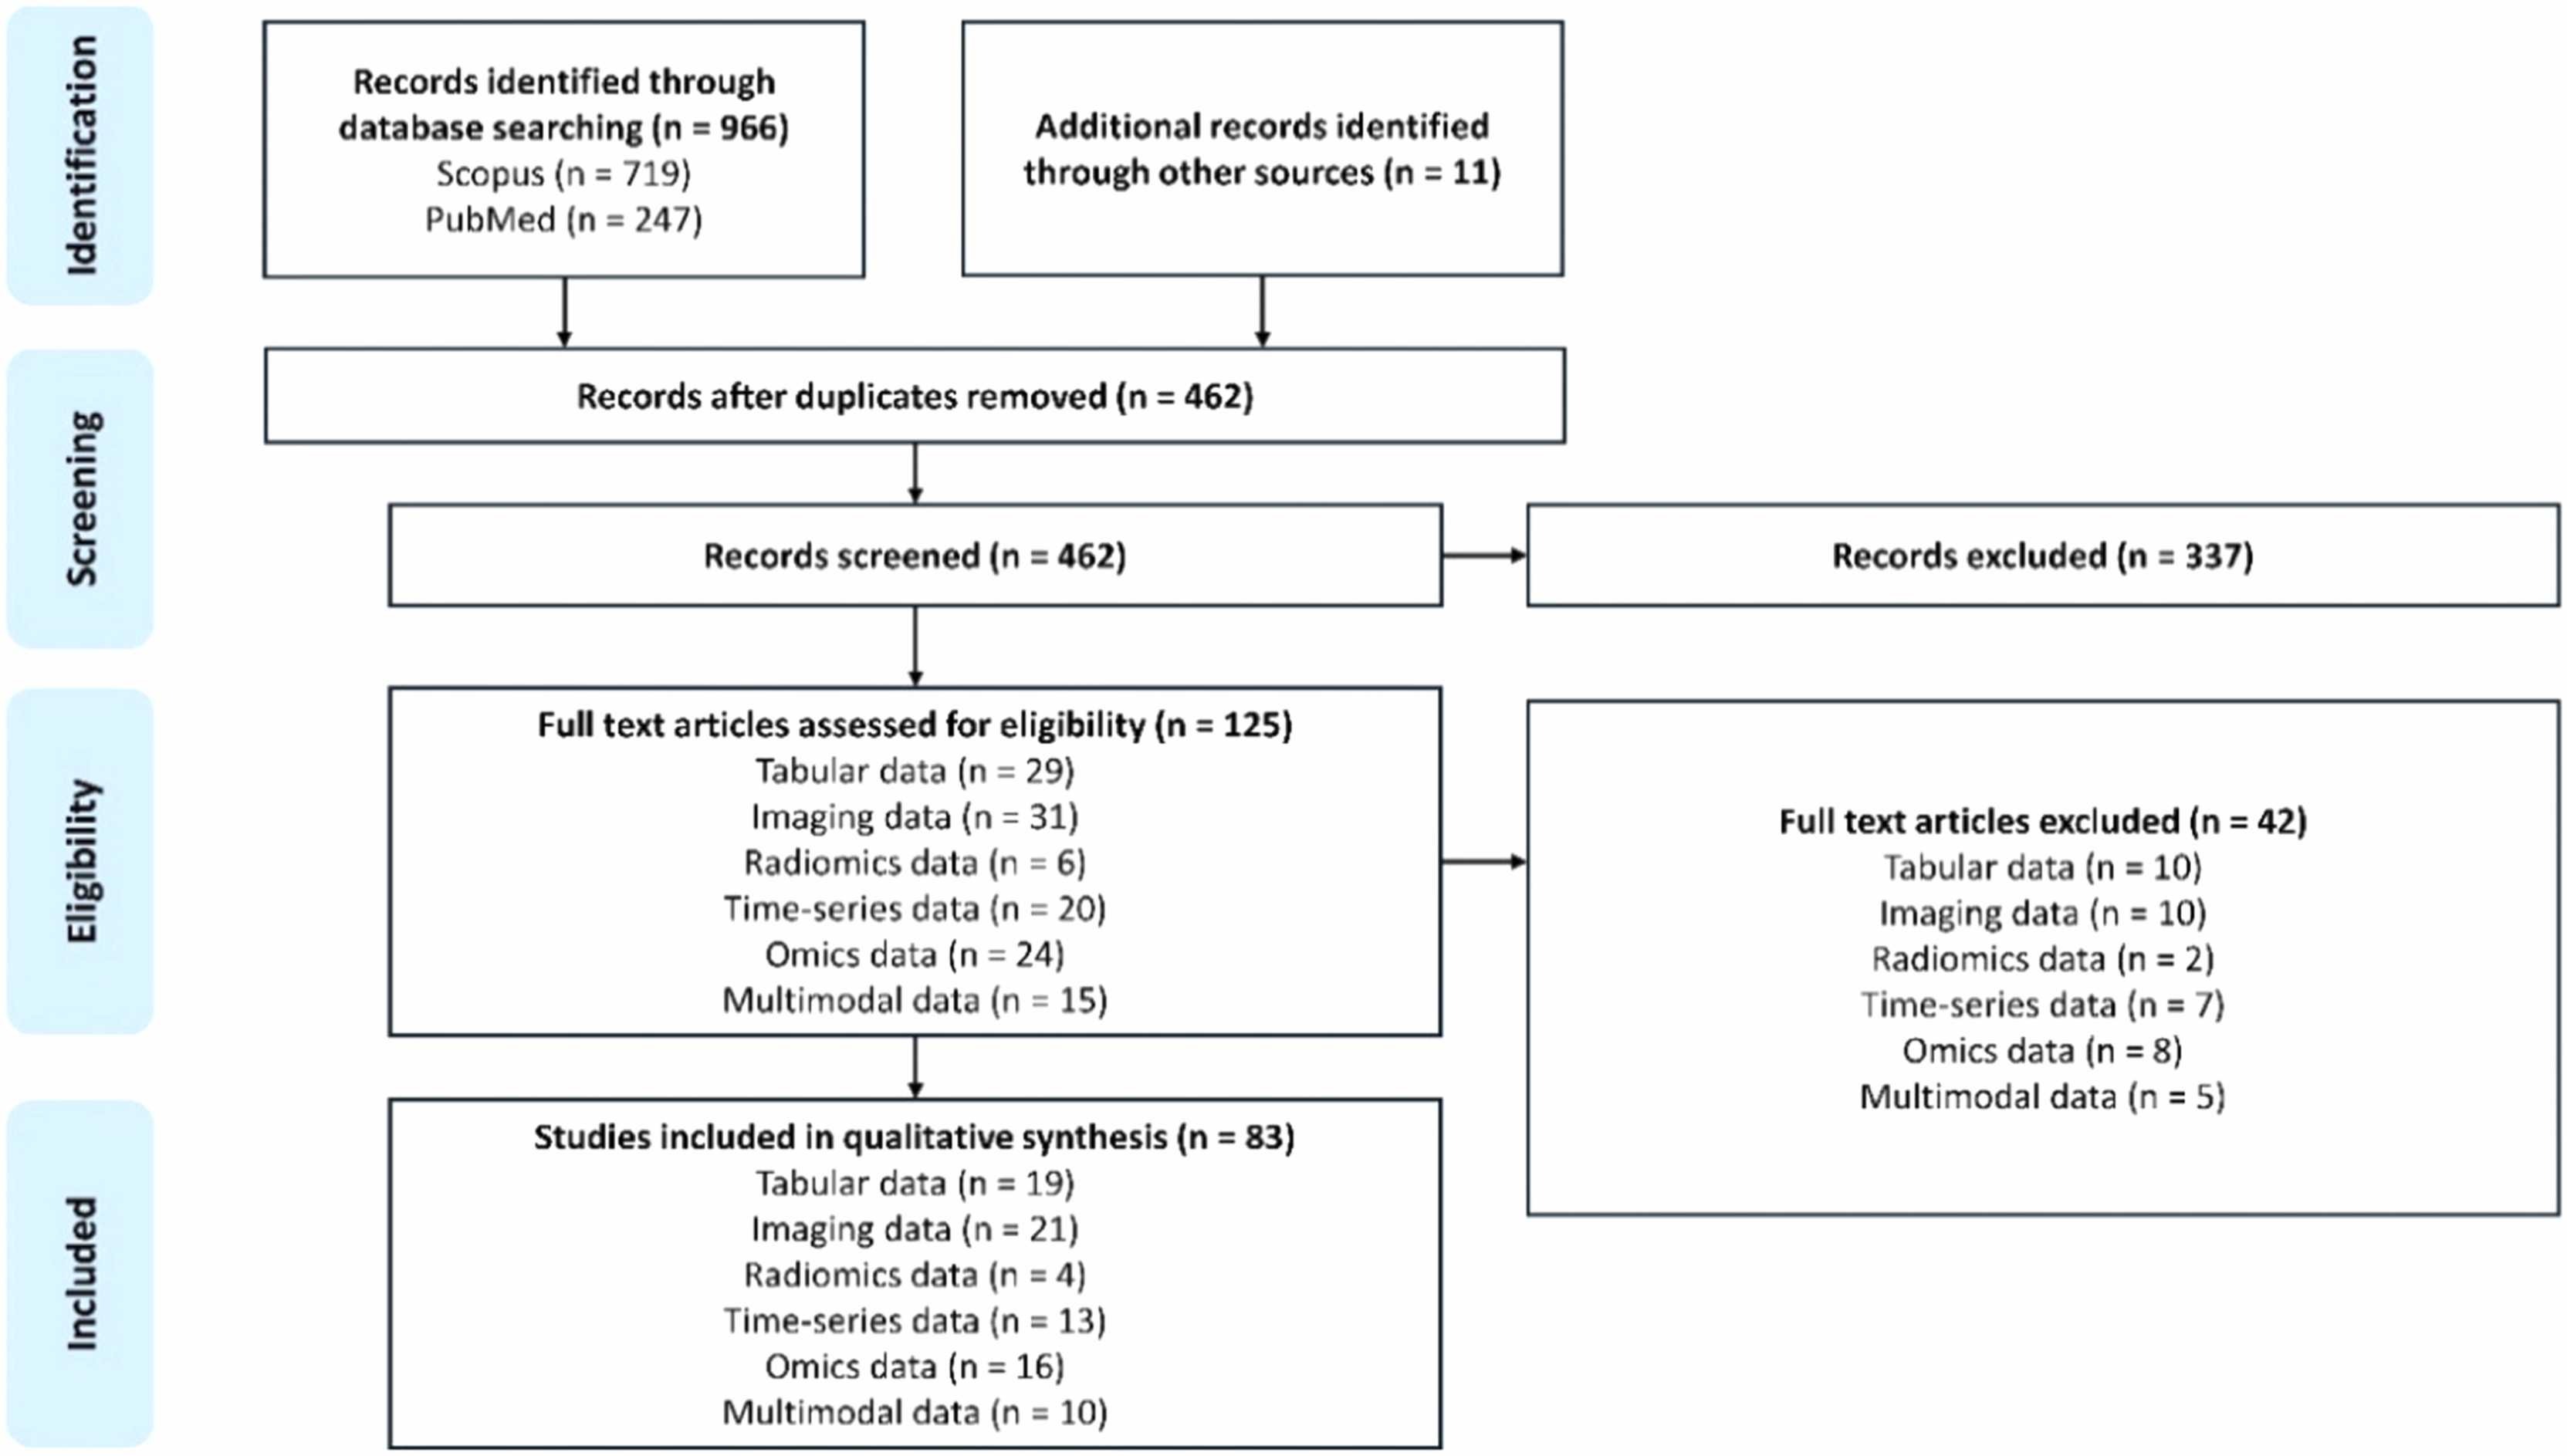 Identification
Records identified through
database searching (n = 966)
Scopus (n = 719)
PubMed (n = 247)
Additional records identified
through other sources (n = 11)
Screening
Records after duplicates removed (n = 462)
Records screened (n = 462)
Records excluded (n = 337)
Eligibility
Full text articles assessed for eligibility (n = 125)
Tabular data (n = 29)
Imaging data (n = 31)
Radiomics data (n = 6)
Time-series data (n = 20)
Omics data (n = 24)
Multimodal data (n = 15)
Full text articles excluded (n = 42)
Tabular data (n = 10)
Imaging data (n = 10)
Radiomics data (n = 2)
Time-series data (n = 7)
Omics data (n = 8)
Multimodal data (n = 5)
Included
Studies included in qualitative synthesis (n = 83)
Tabular data (n = 19)
Imaging data (n = 21)
Radiomics data (n = 4)
Time-series data (n = 13)
Omics data (n = 16)
Multimodal data (n = 10)